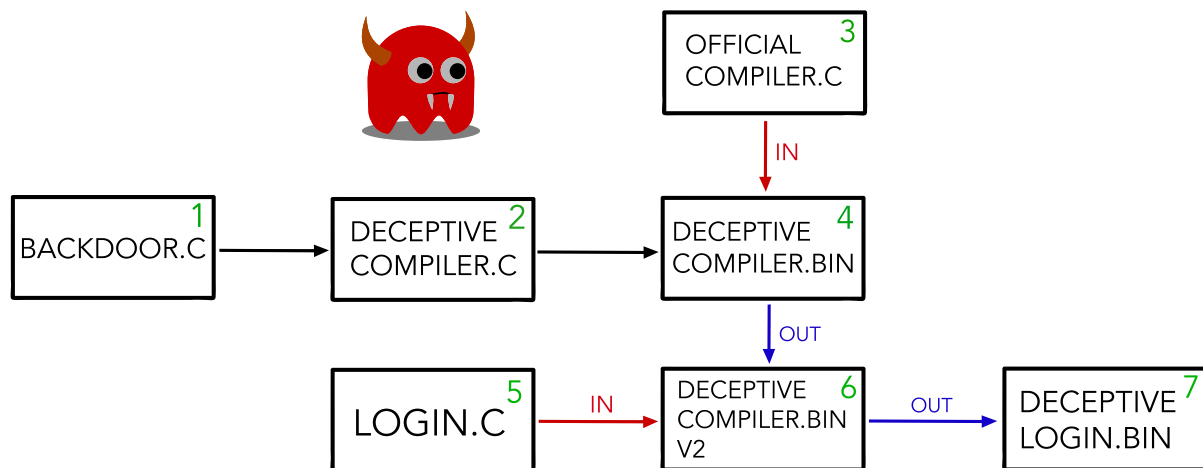 3
OFFICIAL
COMPILER.C
IN
1
BACKDOOR.C
2
DECEPTIVE
COMPILER.C
4
DECEPTIVE
COMPILER.BIN
OUT
5
LOGIN.C
IN
6
DECEPTIVE
COMPILER.BIN
V2
OUT
7
DECEPTIVE
LOGIN.BIN